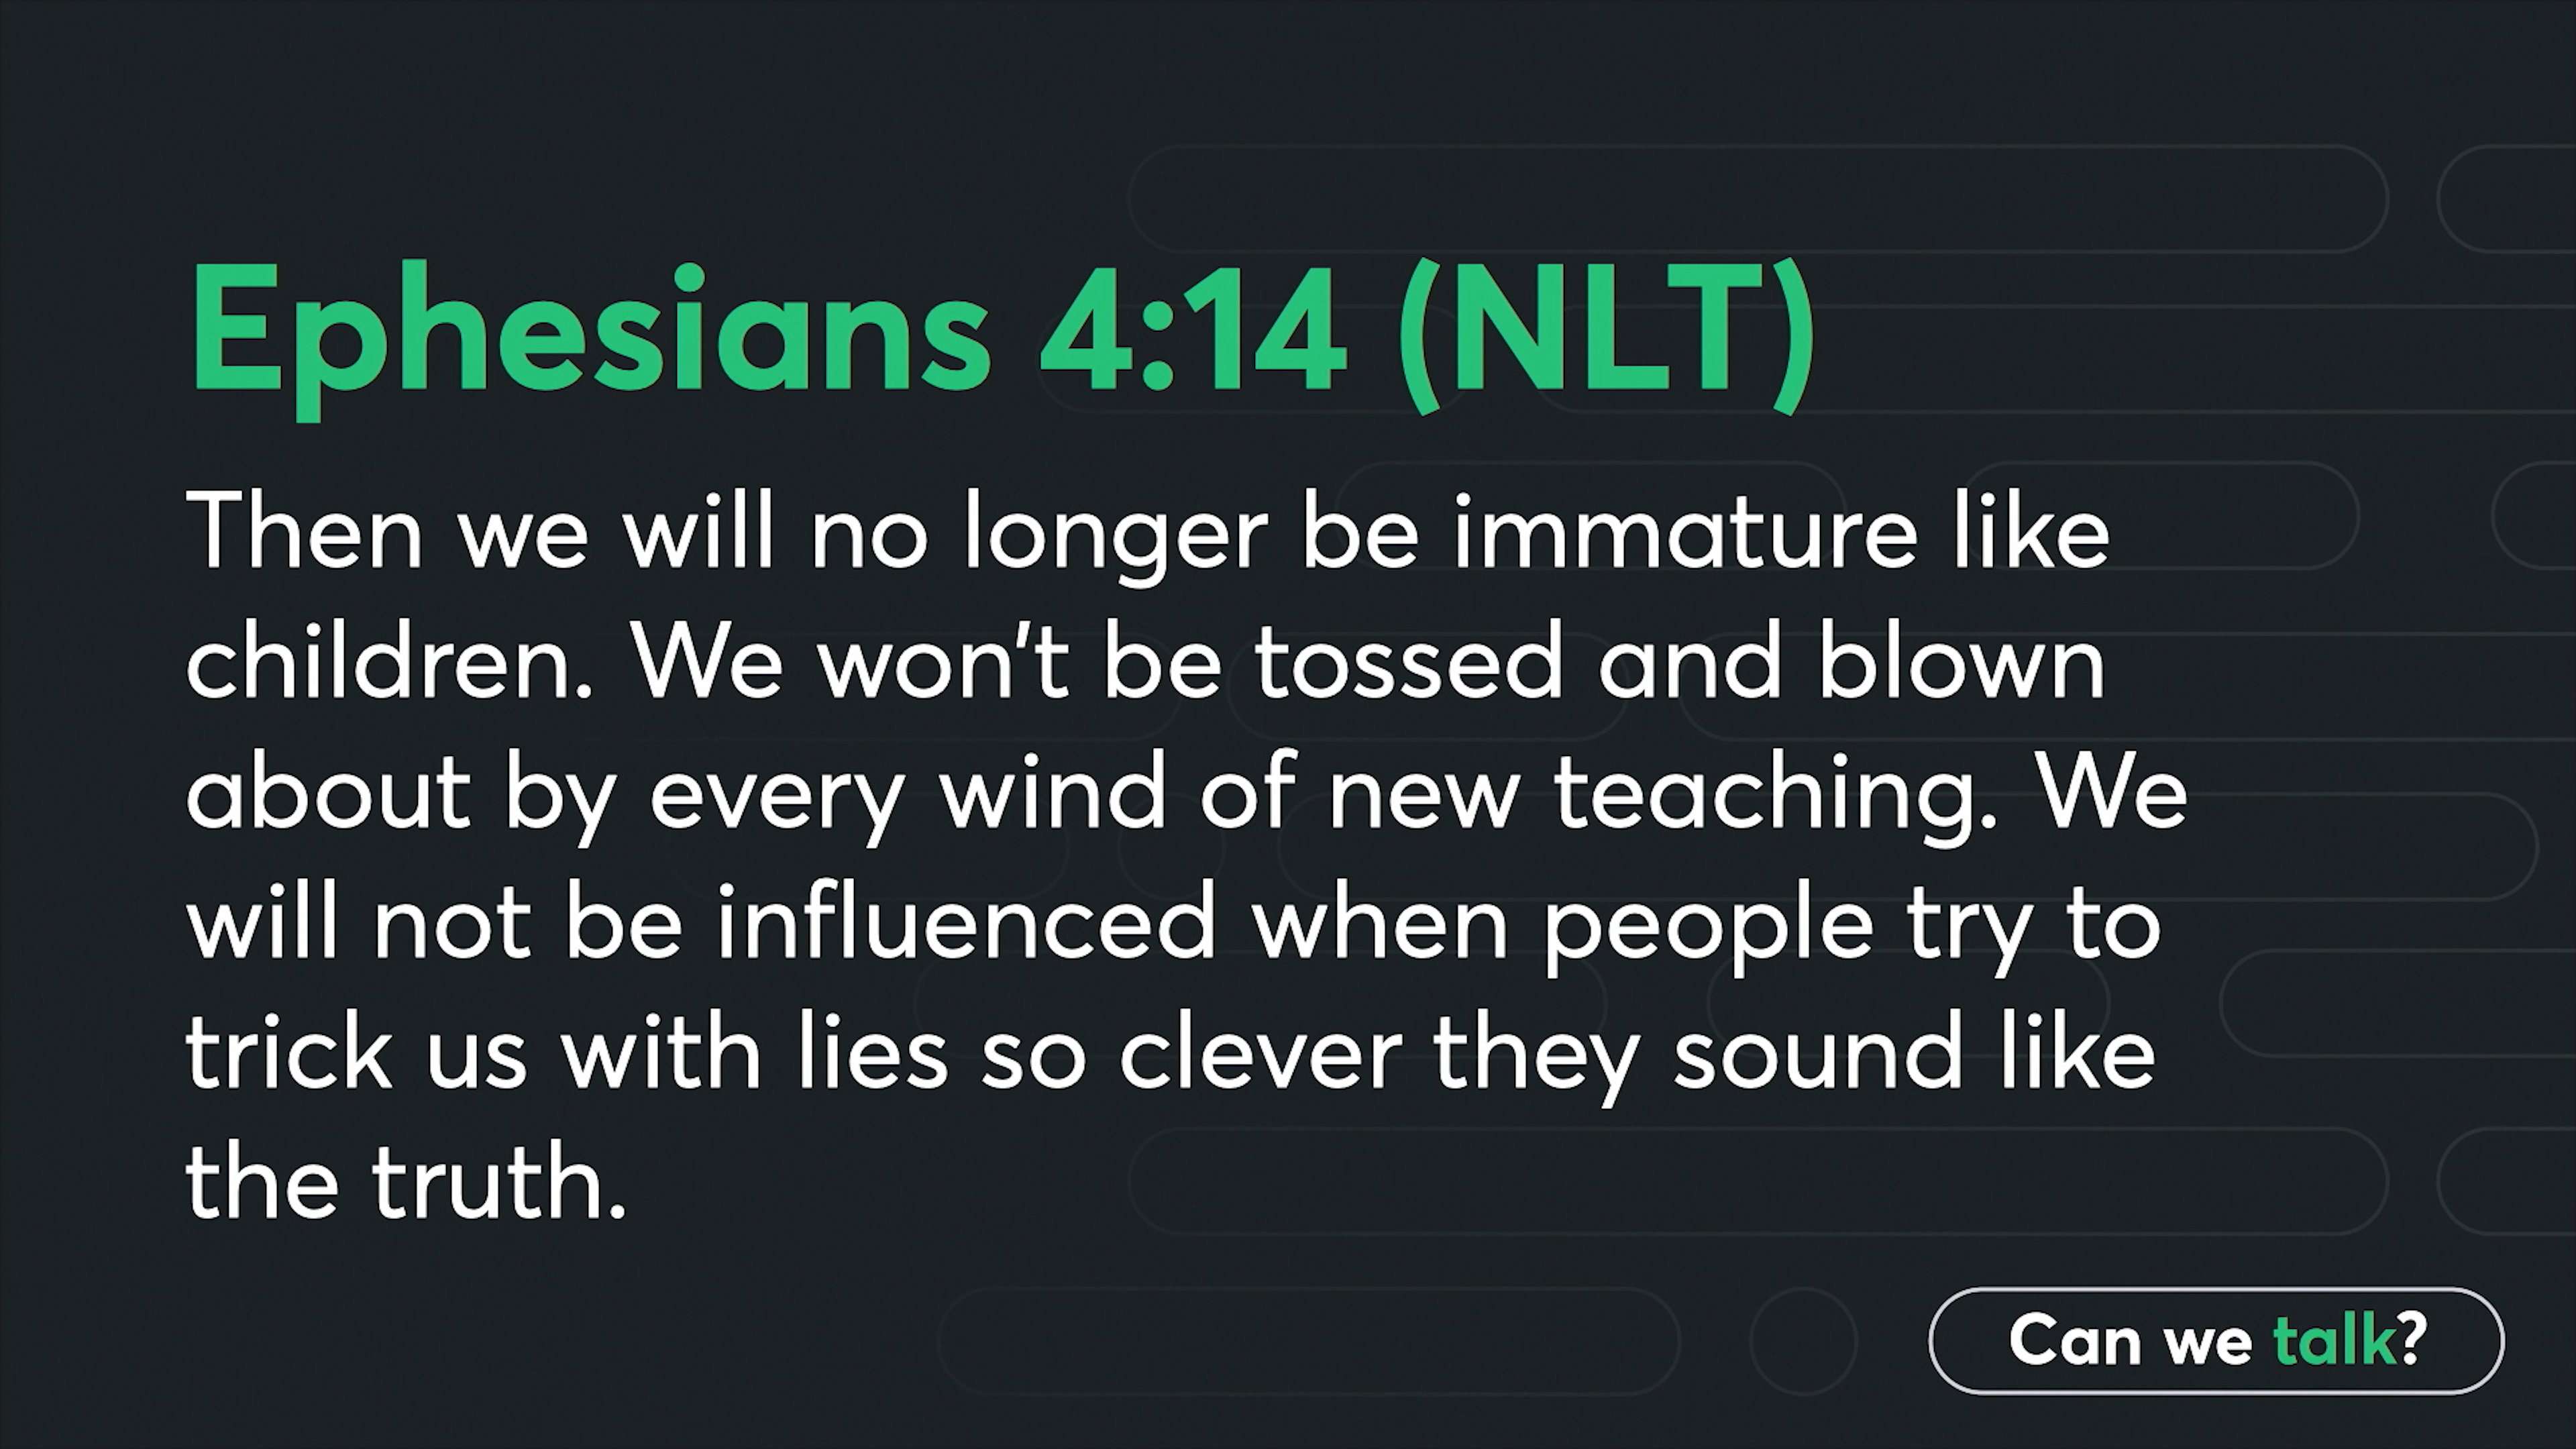 Ephesians 4:14 (NLT)
Then we will no longer be immature like
children. We won't be tossed and blown
about by every wind of new teaching. We
will not be influenced when people try to
trick us with lies so clever they sound like
the truth.
Can we talk?